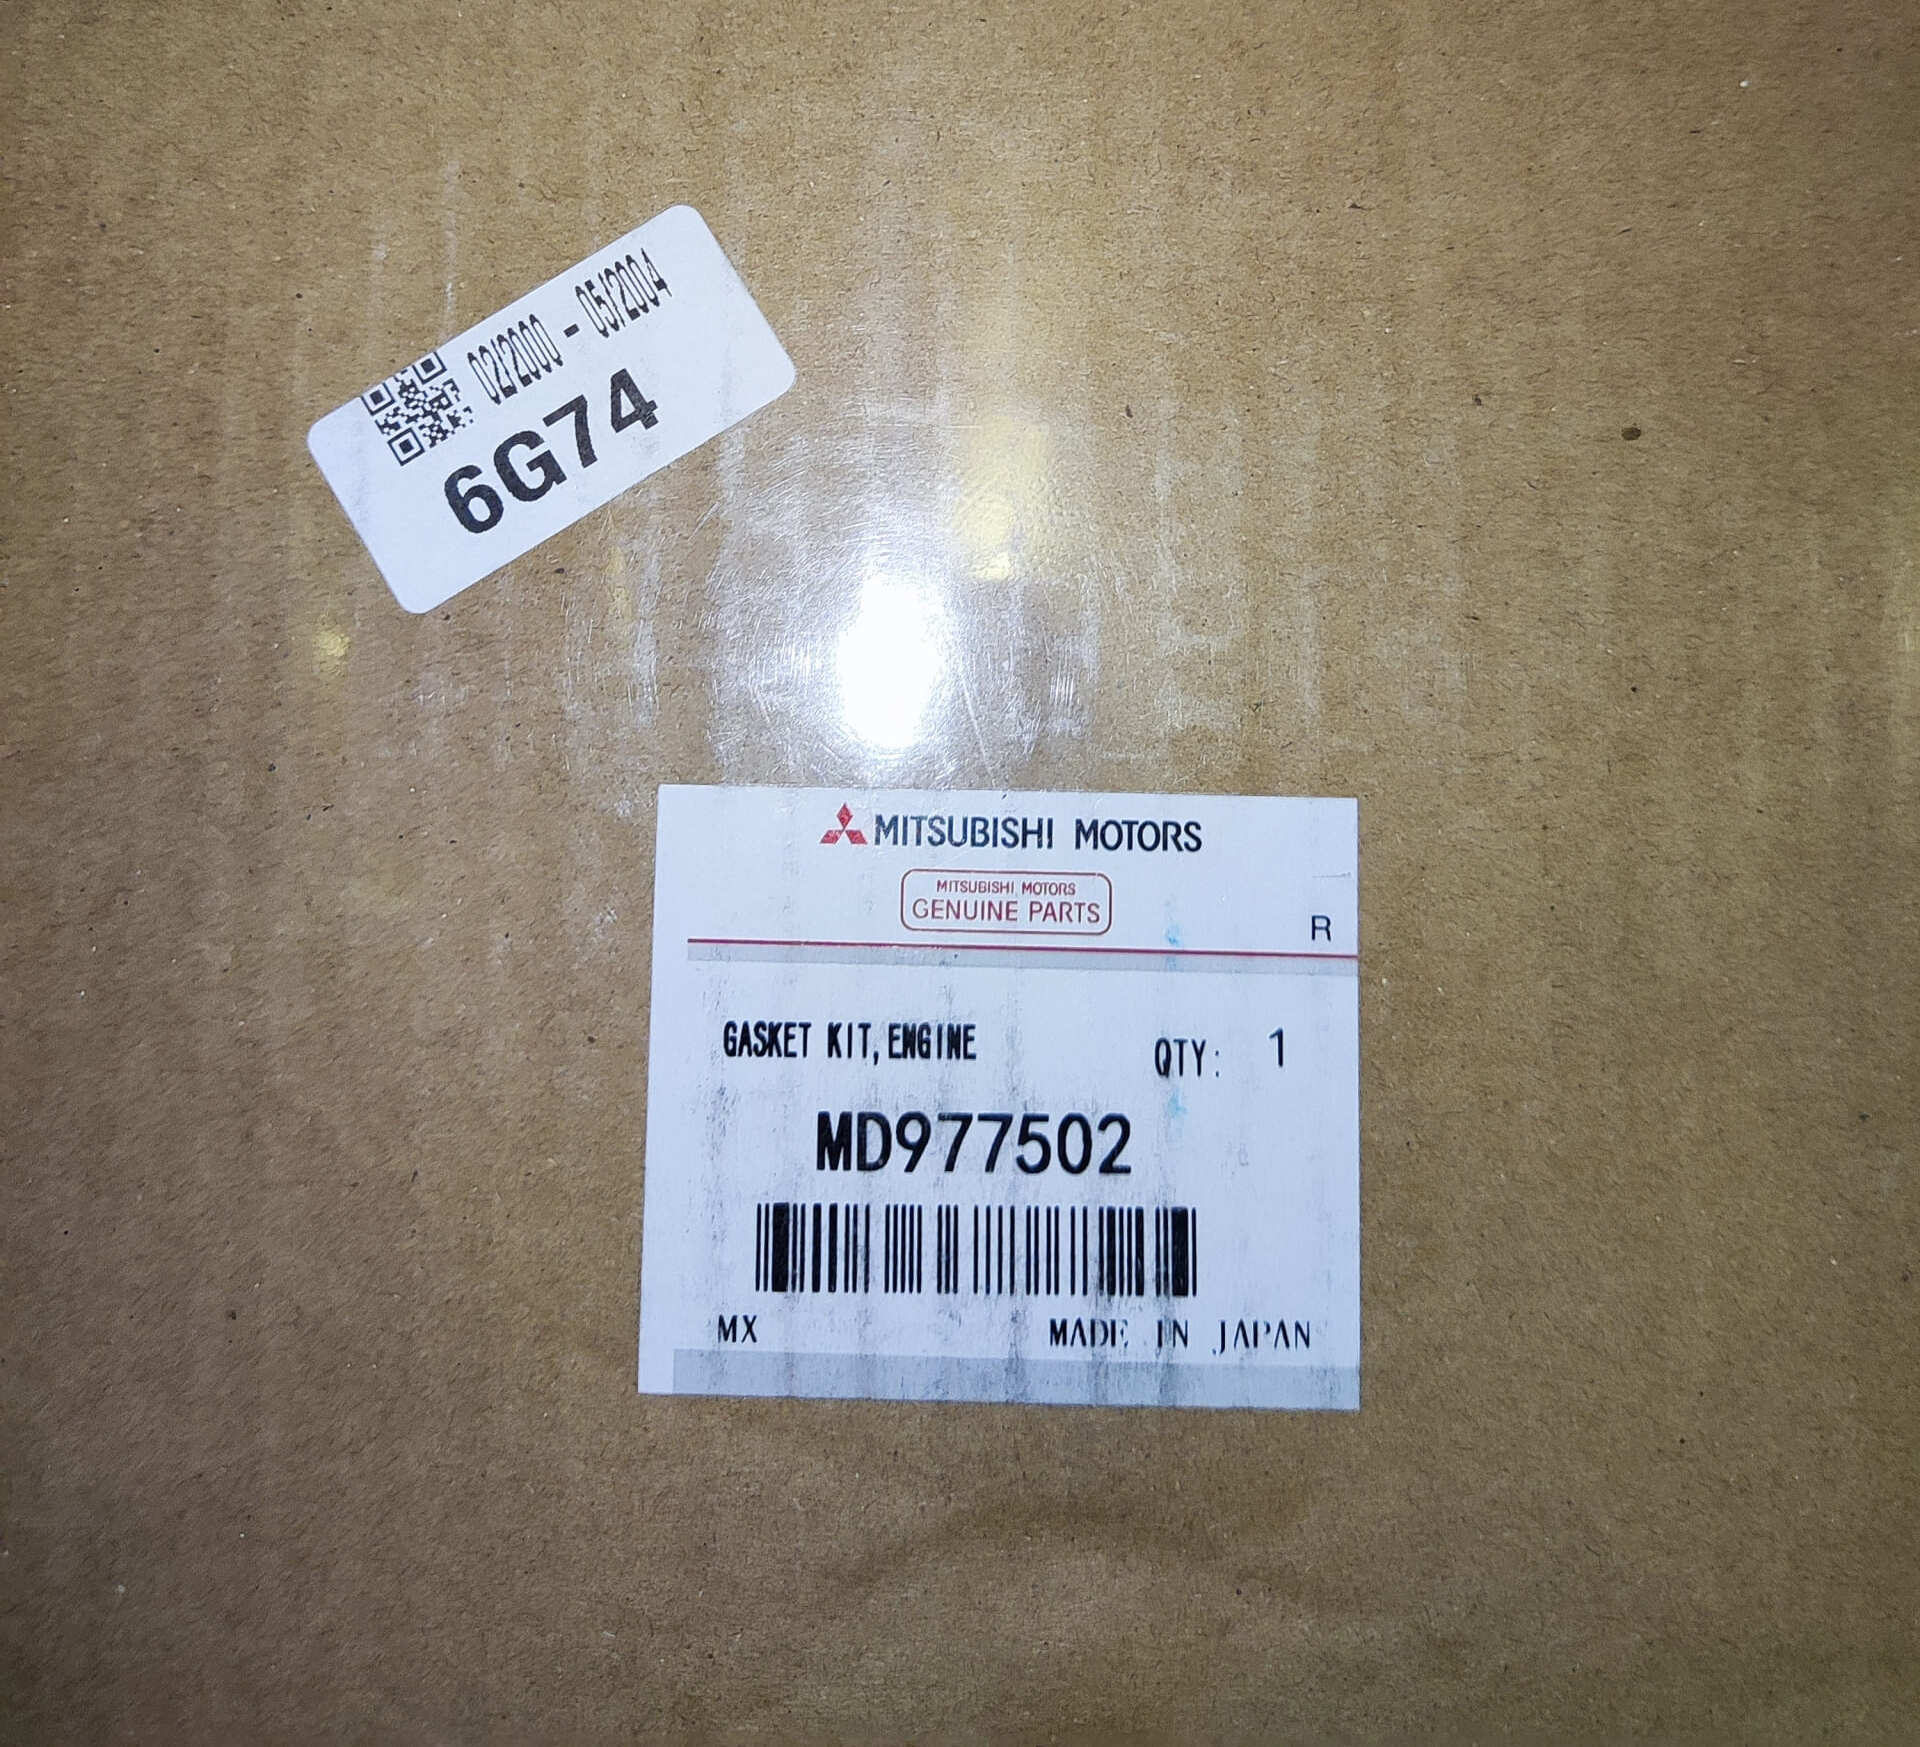 02/2000 - 05/2004
6G74
MITSUBISHI MOTORS
MITSUBISHI MOTORS
GENUINE PARTS
R
GASKET KIT,ENGINE
QTY: 1
MD977502
MX MADE IN JAPAN